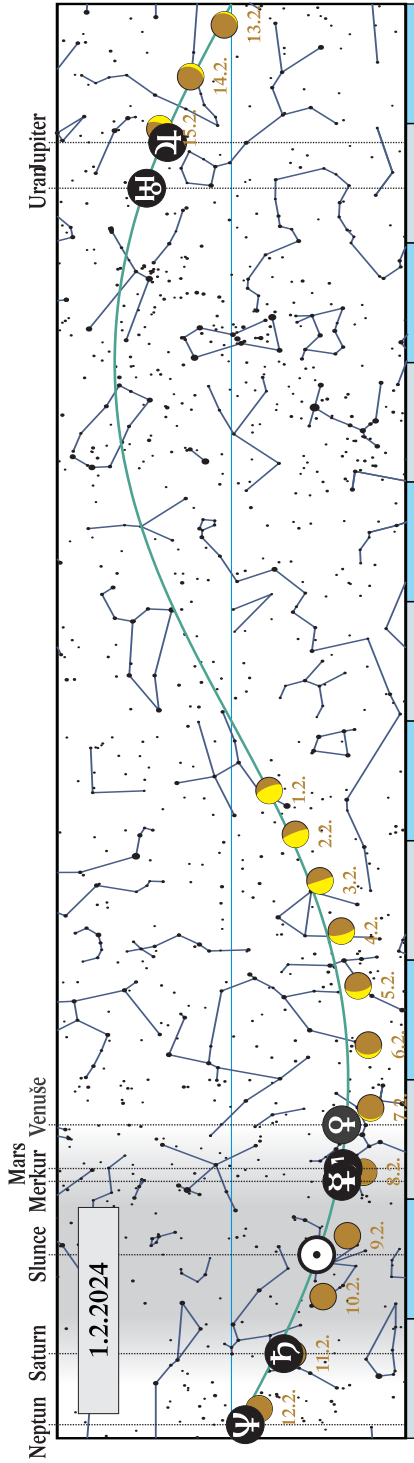 Neptun
Saturn
Slunce
Merkur
Mars
Venuše
Uran
Jupiter
1.2.2024
12.2.
11.2.
10.2.
9.2.
8.2.
7.2.
6.2.
5.2.
4.2.
3.2.
2.2.
1.2.
15.2.
14.2.
13.2.